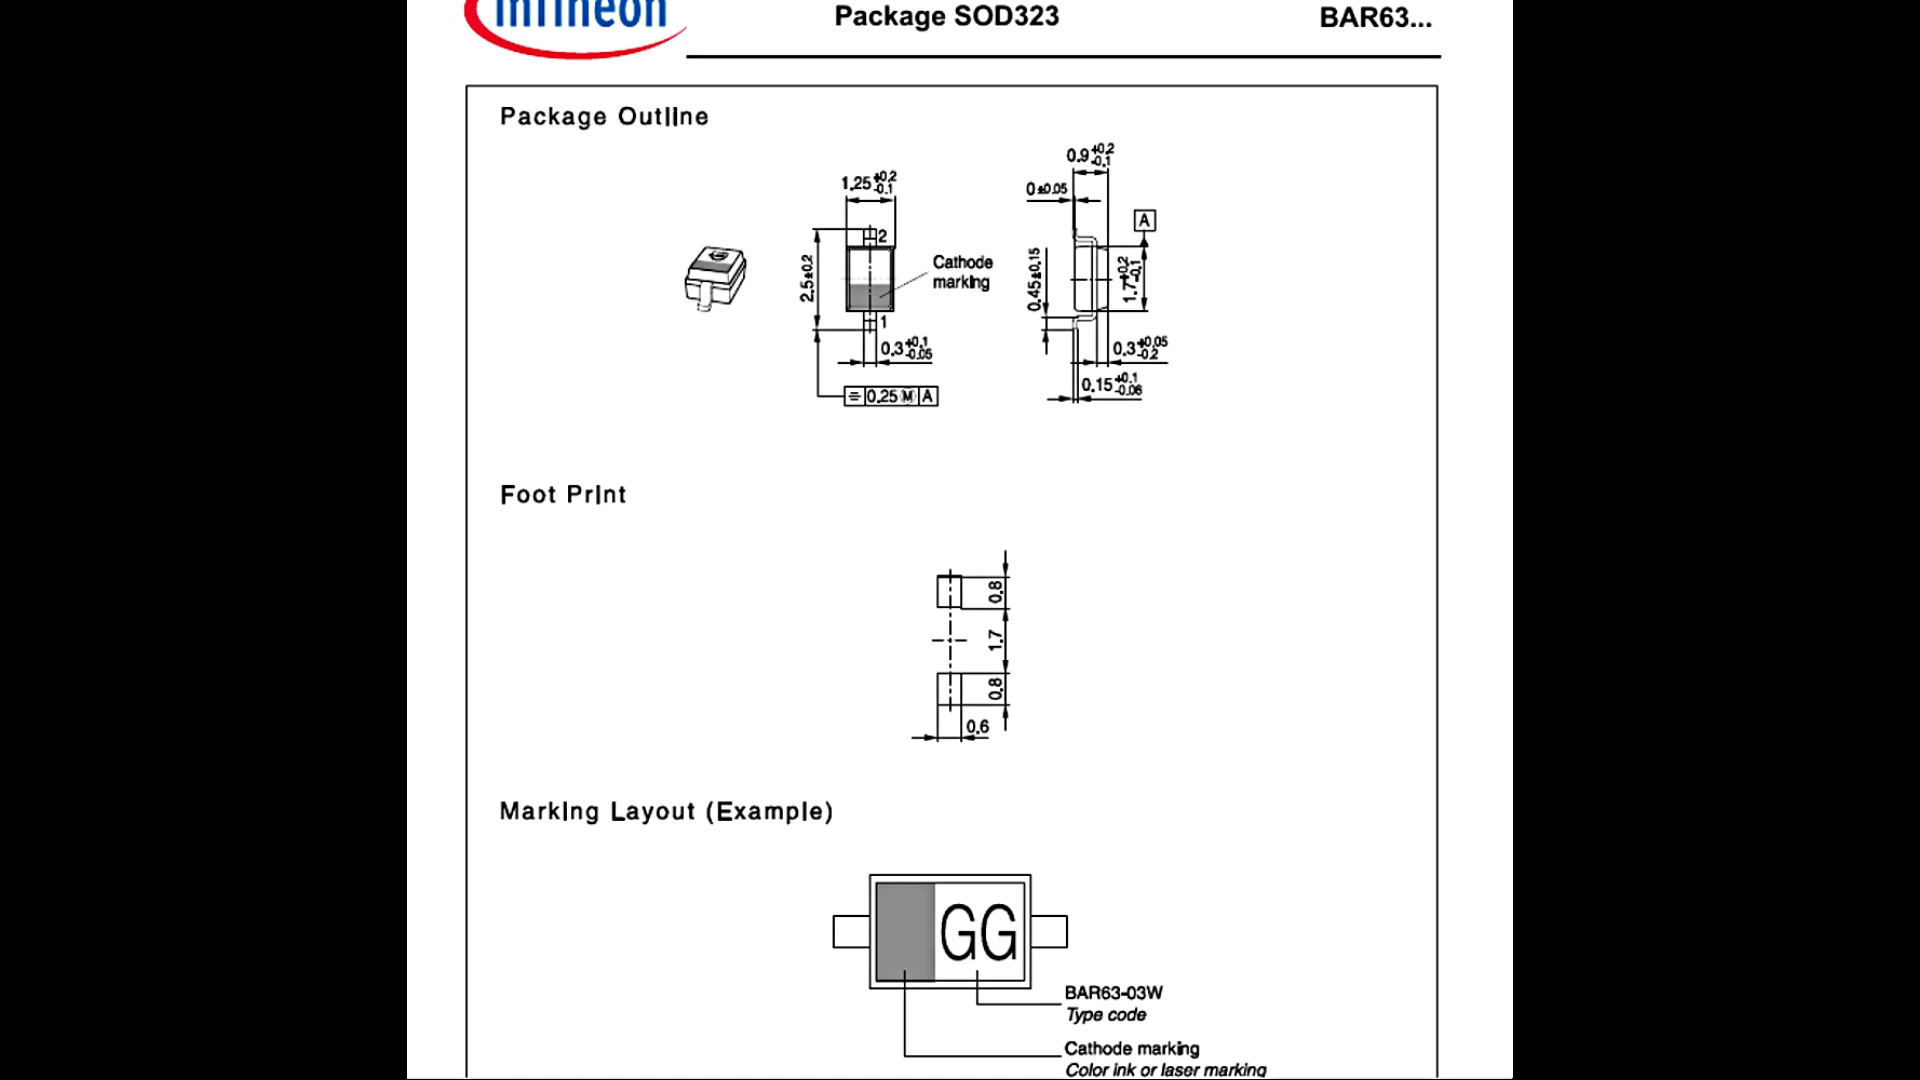 Infineon
Package SOD323
BAR63...
Package Outline
0.9 +0.2 -0.1
1.25 +0.2 -0.1
0 ±0.05
A
2
2.5±0.2
Cathode
marking
0.45±0.15
1.7 +0.2 -0.1
1
0.3 +0.1 -0.05
0.3 +0.05 -0.2
0.15 +0.1 -0.06
0.25 M A
Foot Print
0.8
1.7
0.8
0.6
Marking Layout (Example)
GG
BAR63-03W
Type code
Cathode marking
Color ink or laser marking